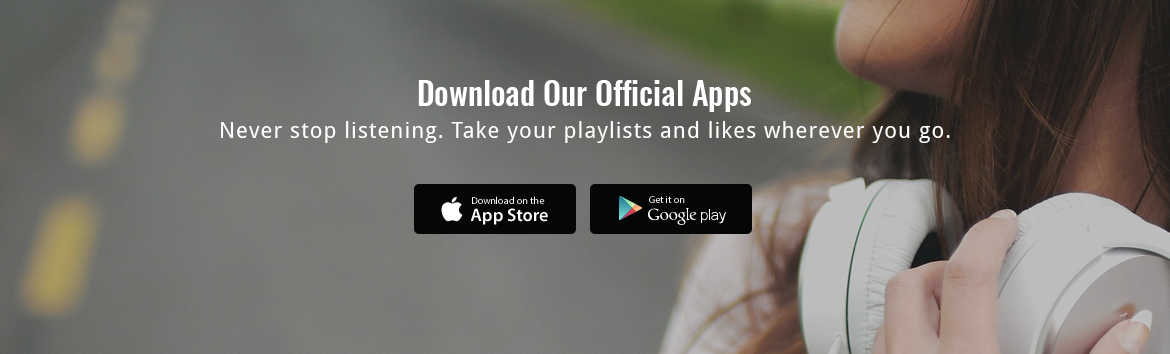 Download Our Official Apps
Never stop listening. Take your playlists and likes wherever you go.
Download on the
App Store
Get it on
Google play